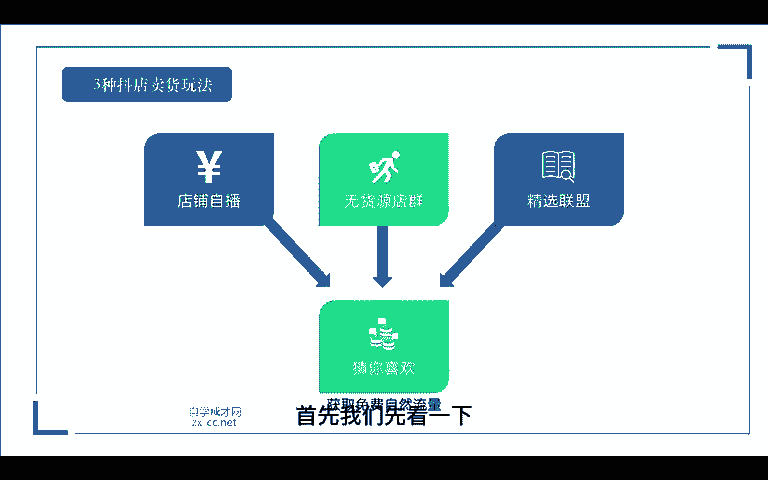 3种抖店卖货玩法
¥
店铺自播
无货源店群
精选联盟
猜你喜欢
获取免费自然流量
自学成才网
zx-cc.net
首先我们先看一下